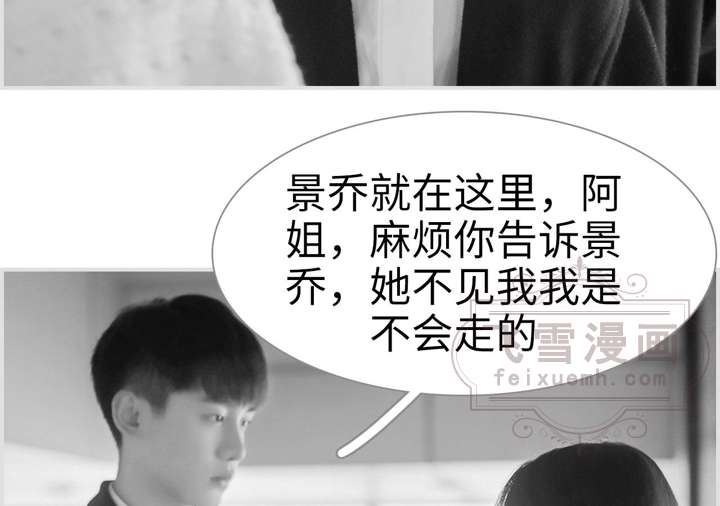 景乔就在这里，阿
姐，麻烦你告诉景
乔，她不见我我是
不会走的
飞雪漫画
feixuemh.com